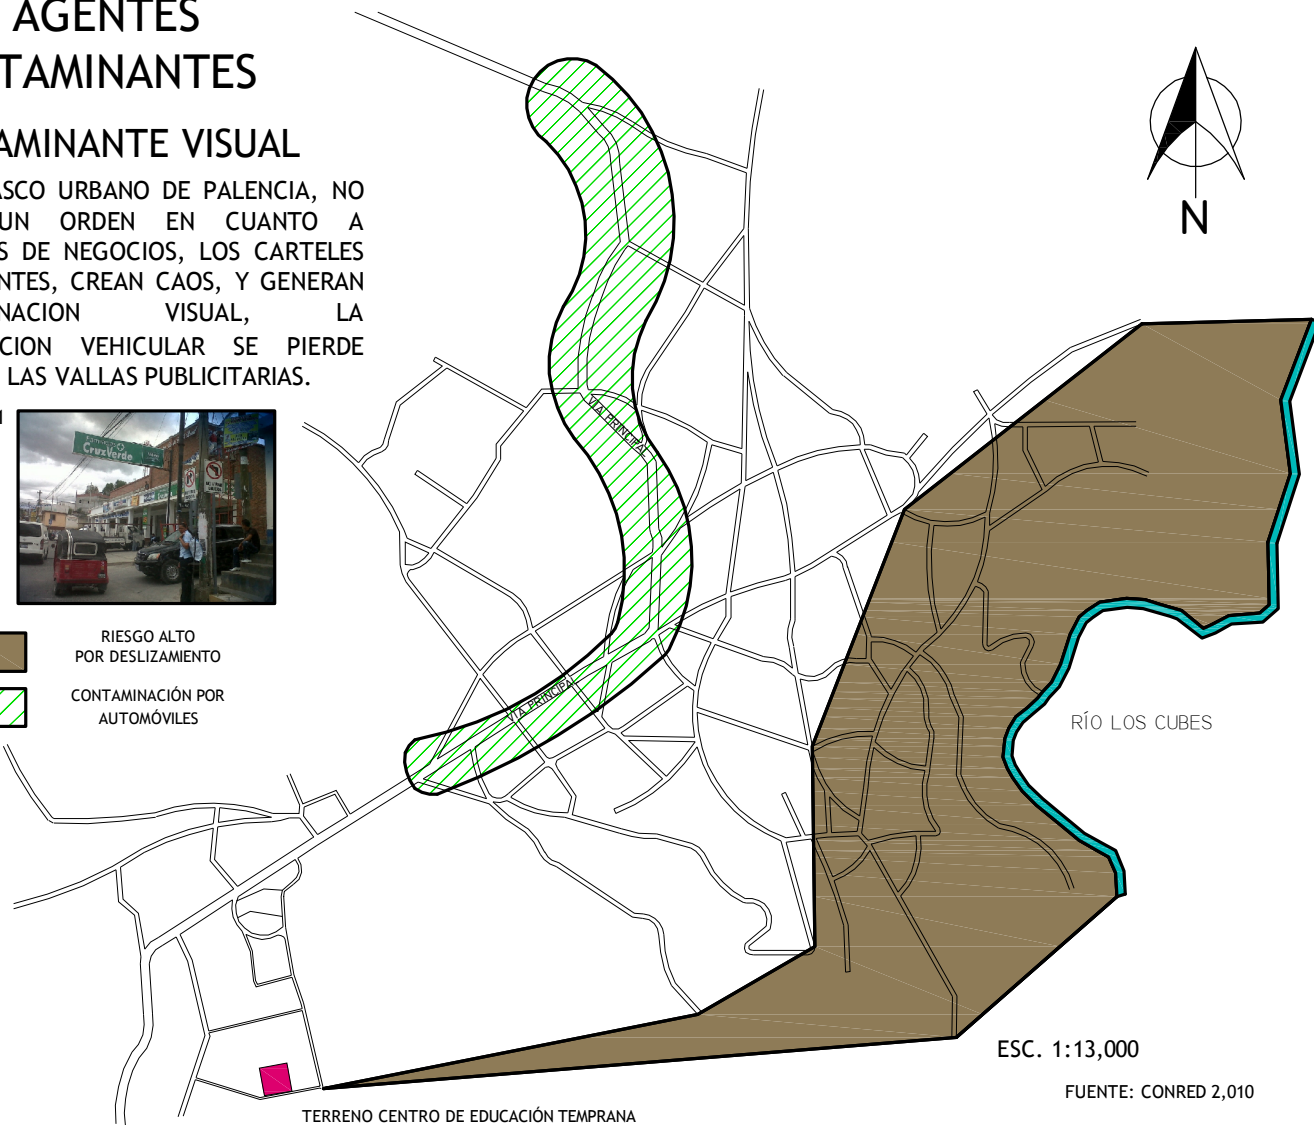 AGENTES
TAMINANTES
AMINANTE VISUAL
ASCO URBANO DE PALENCIA, NO
UN ORDEN EN CUANTO A
S DE NEGOCIOS, LOS CARTELES
NTES, CREAN CAOS, Y GENERAN
NACION VISUAL, LA
CION VEHICULAR SE PIERDE
LAS VALLAS PUBLICITARIAS.
CruzVerde
RIESGO ALTO
POR DESLIZAMIENTO
CONTAMINACIÓN POR
AUTOMÓVILES
VIA PRINCIPAL
VIA PRINCIPA
N
RÍO LOS CUBES
ESC. 1:13,000
FUENTE: CONRED 2,010
TERRENO CENTRO DE EDUCACIÓN TEMPRANA